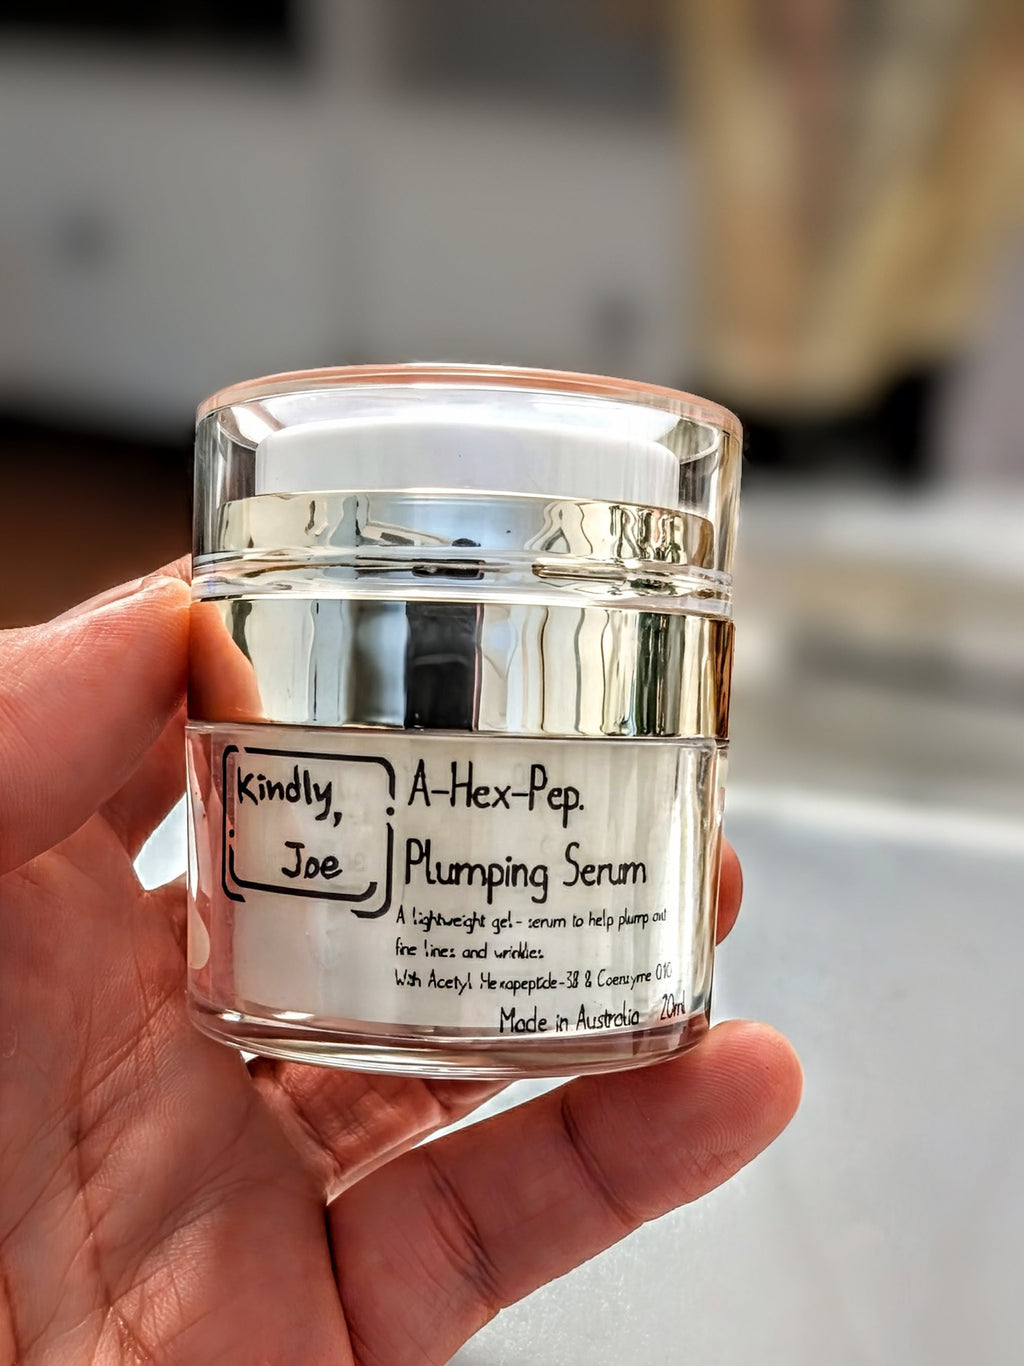 Kindly,
Joe
A-Hex-Pep.
Plumping Serum
A lightweight gel-serum to help plump out
fine lines and wrinkles.
With Acetyl Hexapeptide-38 & Coenzyme Q10
Made in Australia 20ml